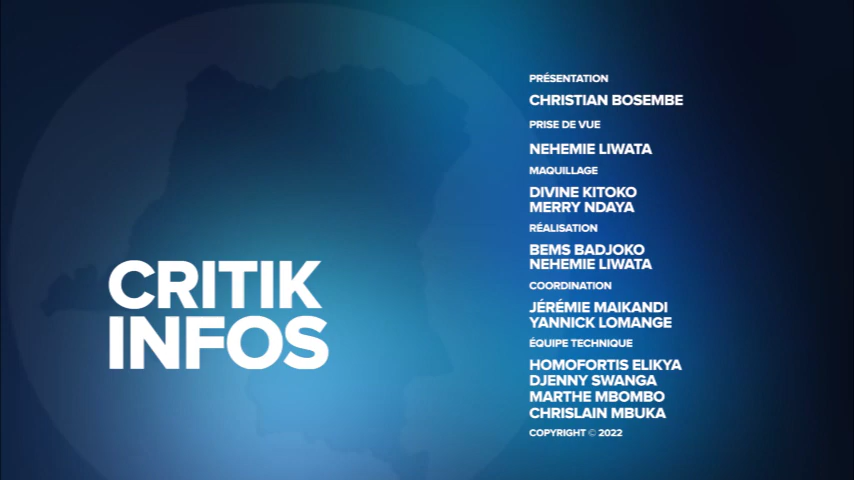 CRITIK
INFOS
PRÉSENTATION
CHRISTIAN BOSEMBE
PRISE DE VUE
NEHEMIE LIWATA
MAQUILLAGE
DIVINE KITOKO
MERRY NDAYA
RÉALISATION
BEMS BADJOKO
NEHEMIE LIWATA
COORDINATION
JÉRÉMIE MAIKANDI
YANNICK LOMANGE
ÉQUIPE TECHNIQUE
HOMOFORTIS ELIKYA
DJENNY SWANGA
MARTHE MBOMBO
CHRISLAIN MBUKA
COPYRIGHT © 2022